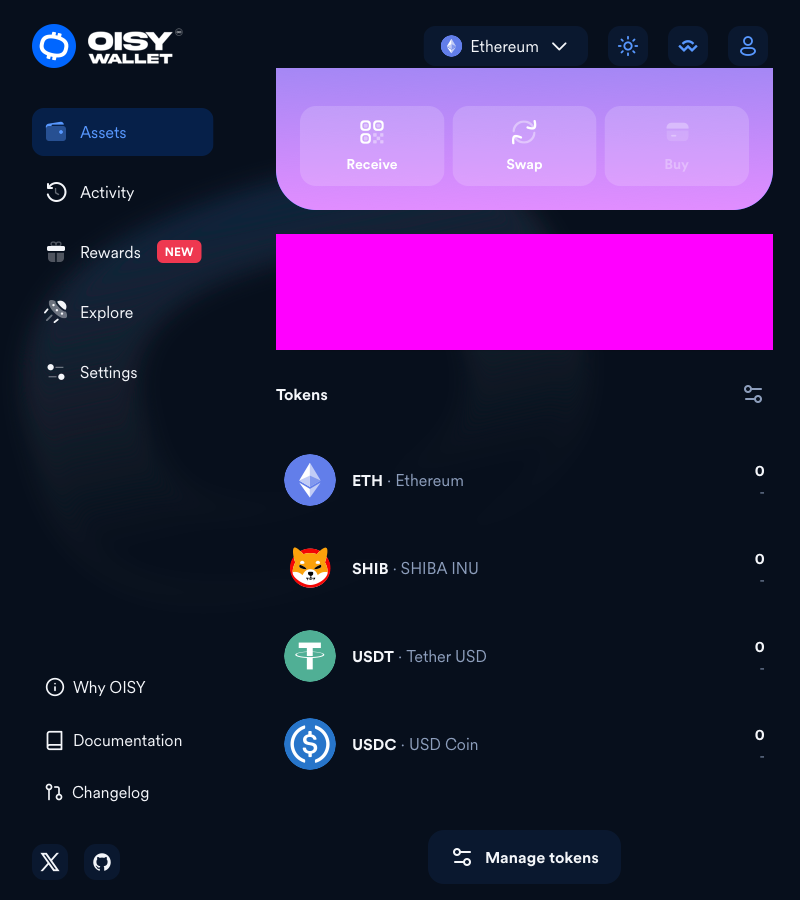 OISY
WALLET
Ethereum
Assets
Activity
Rewards NEW
Explore
Settings
Receive
Swap
Buy
Tokens
ETH · Ethereum
0
-
SHIB · SHIBA INU
0
-
USDT · Tether USD
0
-
USDC · USD Coin
0
-
Why OISY
Documentation
Changelog
Manage tokens